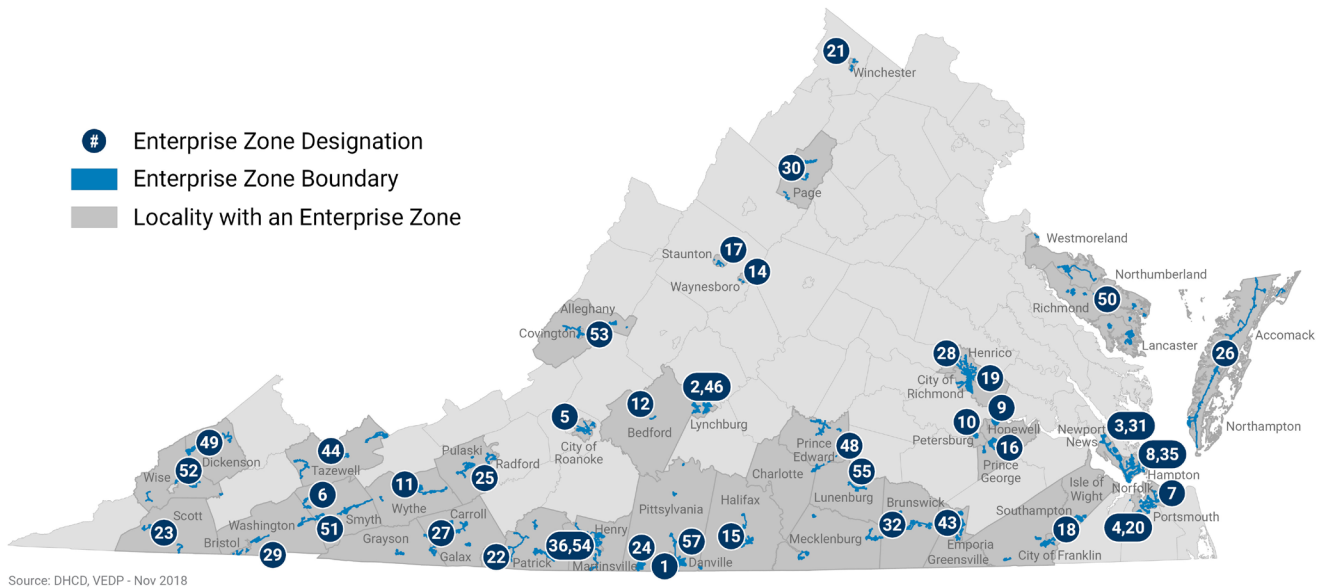 21
Winchester
# Enterprise Zone Designation
Enterprise Zone Boundary
Locality with an Enterprise Zone
30
Page
Westmoreland
Staunton
17
14
Waynesboro
Northumberland
50
Richmond
Lancaster
Accomack
26
Northampton
Alleghany
Covington
53
28
Henrico
City of
Richmond
19
9
10
Hopewell
Petersburg
16
Prince
George
2,46
Lynchburg
12
Bedford
5
City of
Roanoke
3,31
Newport
News
8,35
Hampton
Norfolk
7
Portsmouth
4,20
49
Dickenson
Wise
52
44
Tazewell
Pulaski
Radford
25
11
Wythe
6
Smyth
Washington
51
Scott
23
Bristol
29
Carroll
27
Grayson
Galax
22
Patrick
Henry
36,54
Martinsville
Pittsylvania
24
57
1
Danville
Halifax
15
Charlotte
Prince
Edward
48
55
Lunenburg
Brunswick
32
43
Mecklenburg
Emporia
Greensville
Isle of
Wight
Southampton
18
City of Franklin
Source: DHCD, VEDP - Nov 2018